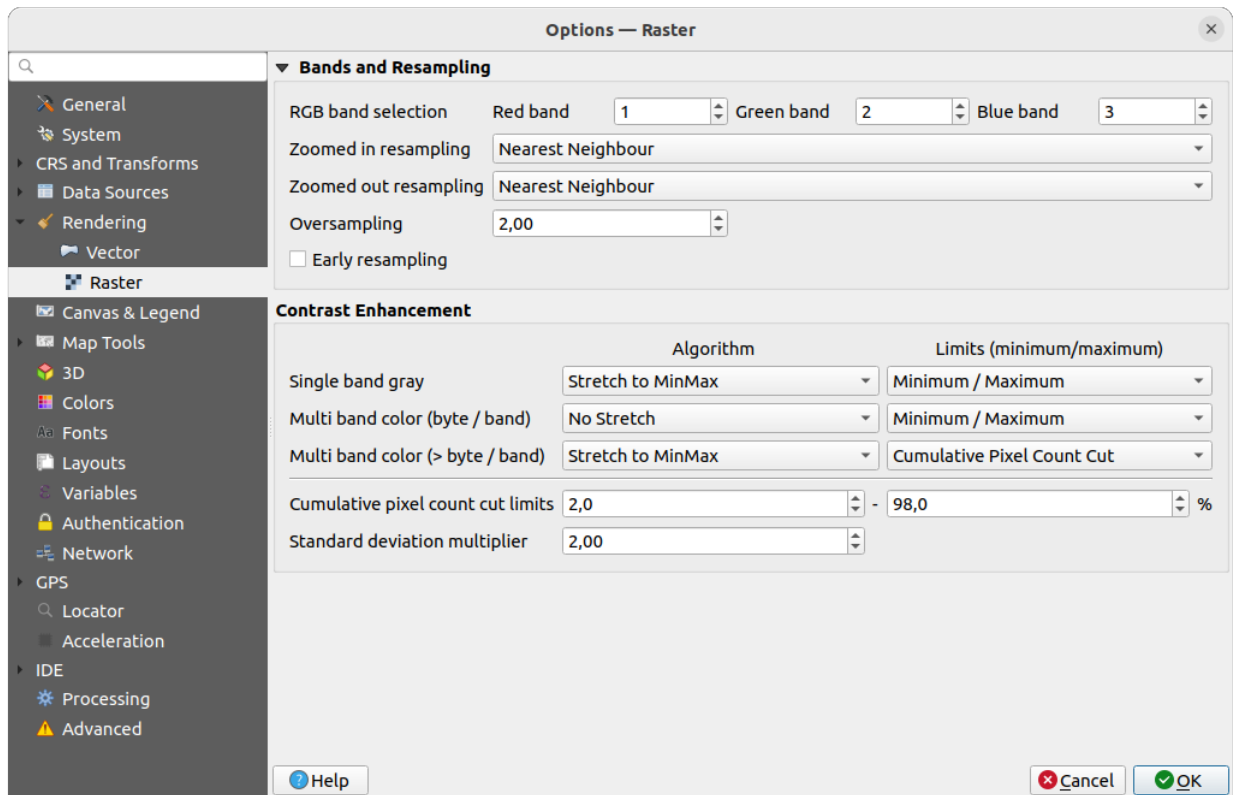 Options — Raster
General
System
CRS and Transforms
Data Sources
Rendering
Vector
Raster
Canvas & Legend
Map Tools
3D
Colors
Fonts
Layouts
Variables
Authentication
Network
GPS
Locator
Acceleration
IDE
Processing
Advanced
Bands and Resampling
RGB band selection Red band 1 Green band 2 Blue band 3
Zoomed in resampling Nearest Neighbour
Zoomed out resampling Nearest Neighbour
Oversampling 2,00
Early resampling
Contrast Enhancement
Algorithm Limits (minimum/maximum)
Single band gray Stretch to MinMax Minimum / Maximum
Multi band color (byte / band) No Stretch Minimum / Maximum
Multi band color (> byte / band) Stretch to MinMax Cumulative Pixel Count Cut
Cumulative pixel count cut limits 2,0 - 98,0 %
Standard deviation multiplier 2,00
Help Cancel OK